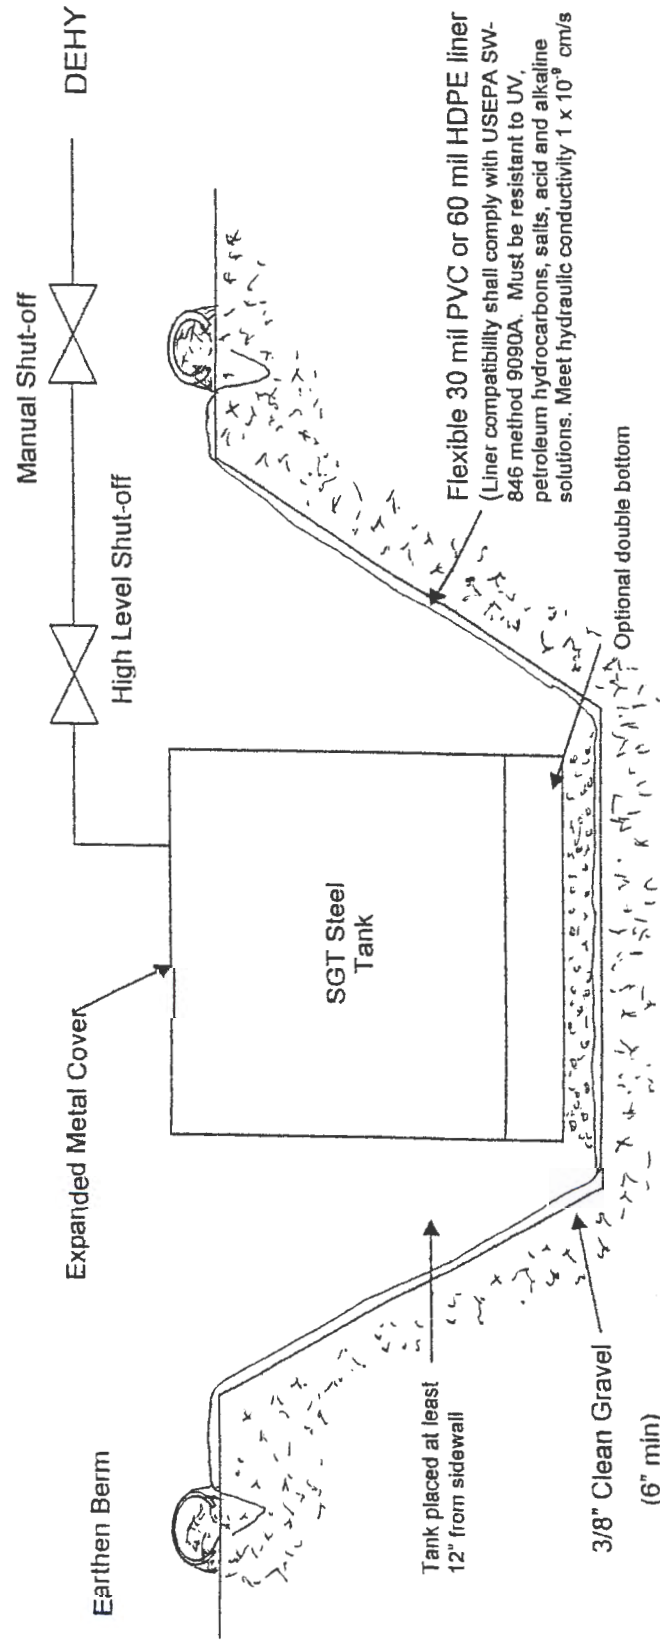 DEHY
Manual Shut-off
High Level Shut-off
Expanded Metal Cover
Earthen Berm
SGT Steel
Tank
Flexible 30 mil PVC or 60 mil HDPE liner
(Liner compatibility shall comply with USEPA SW-
846 method 9090A. Must be resistant to UV,
petroleum hydrocarbons, salts, acid and alkaline
solutions. Meet hydraulic conductivity 1 x 10⁻⁹ cm/s
Optional double bottom
Tank placed at least
12" from sidewall
3/8" Clean Gravel
(6" min)